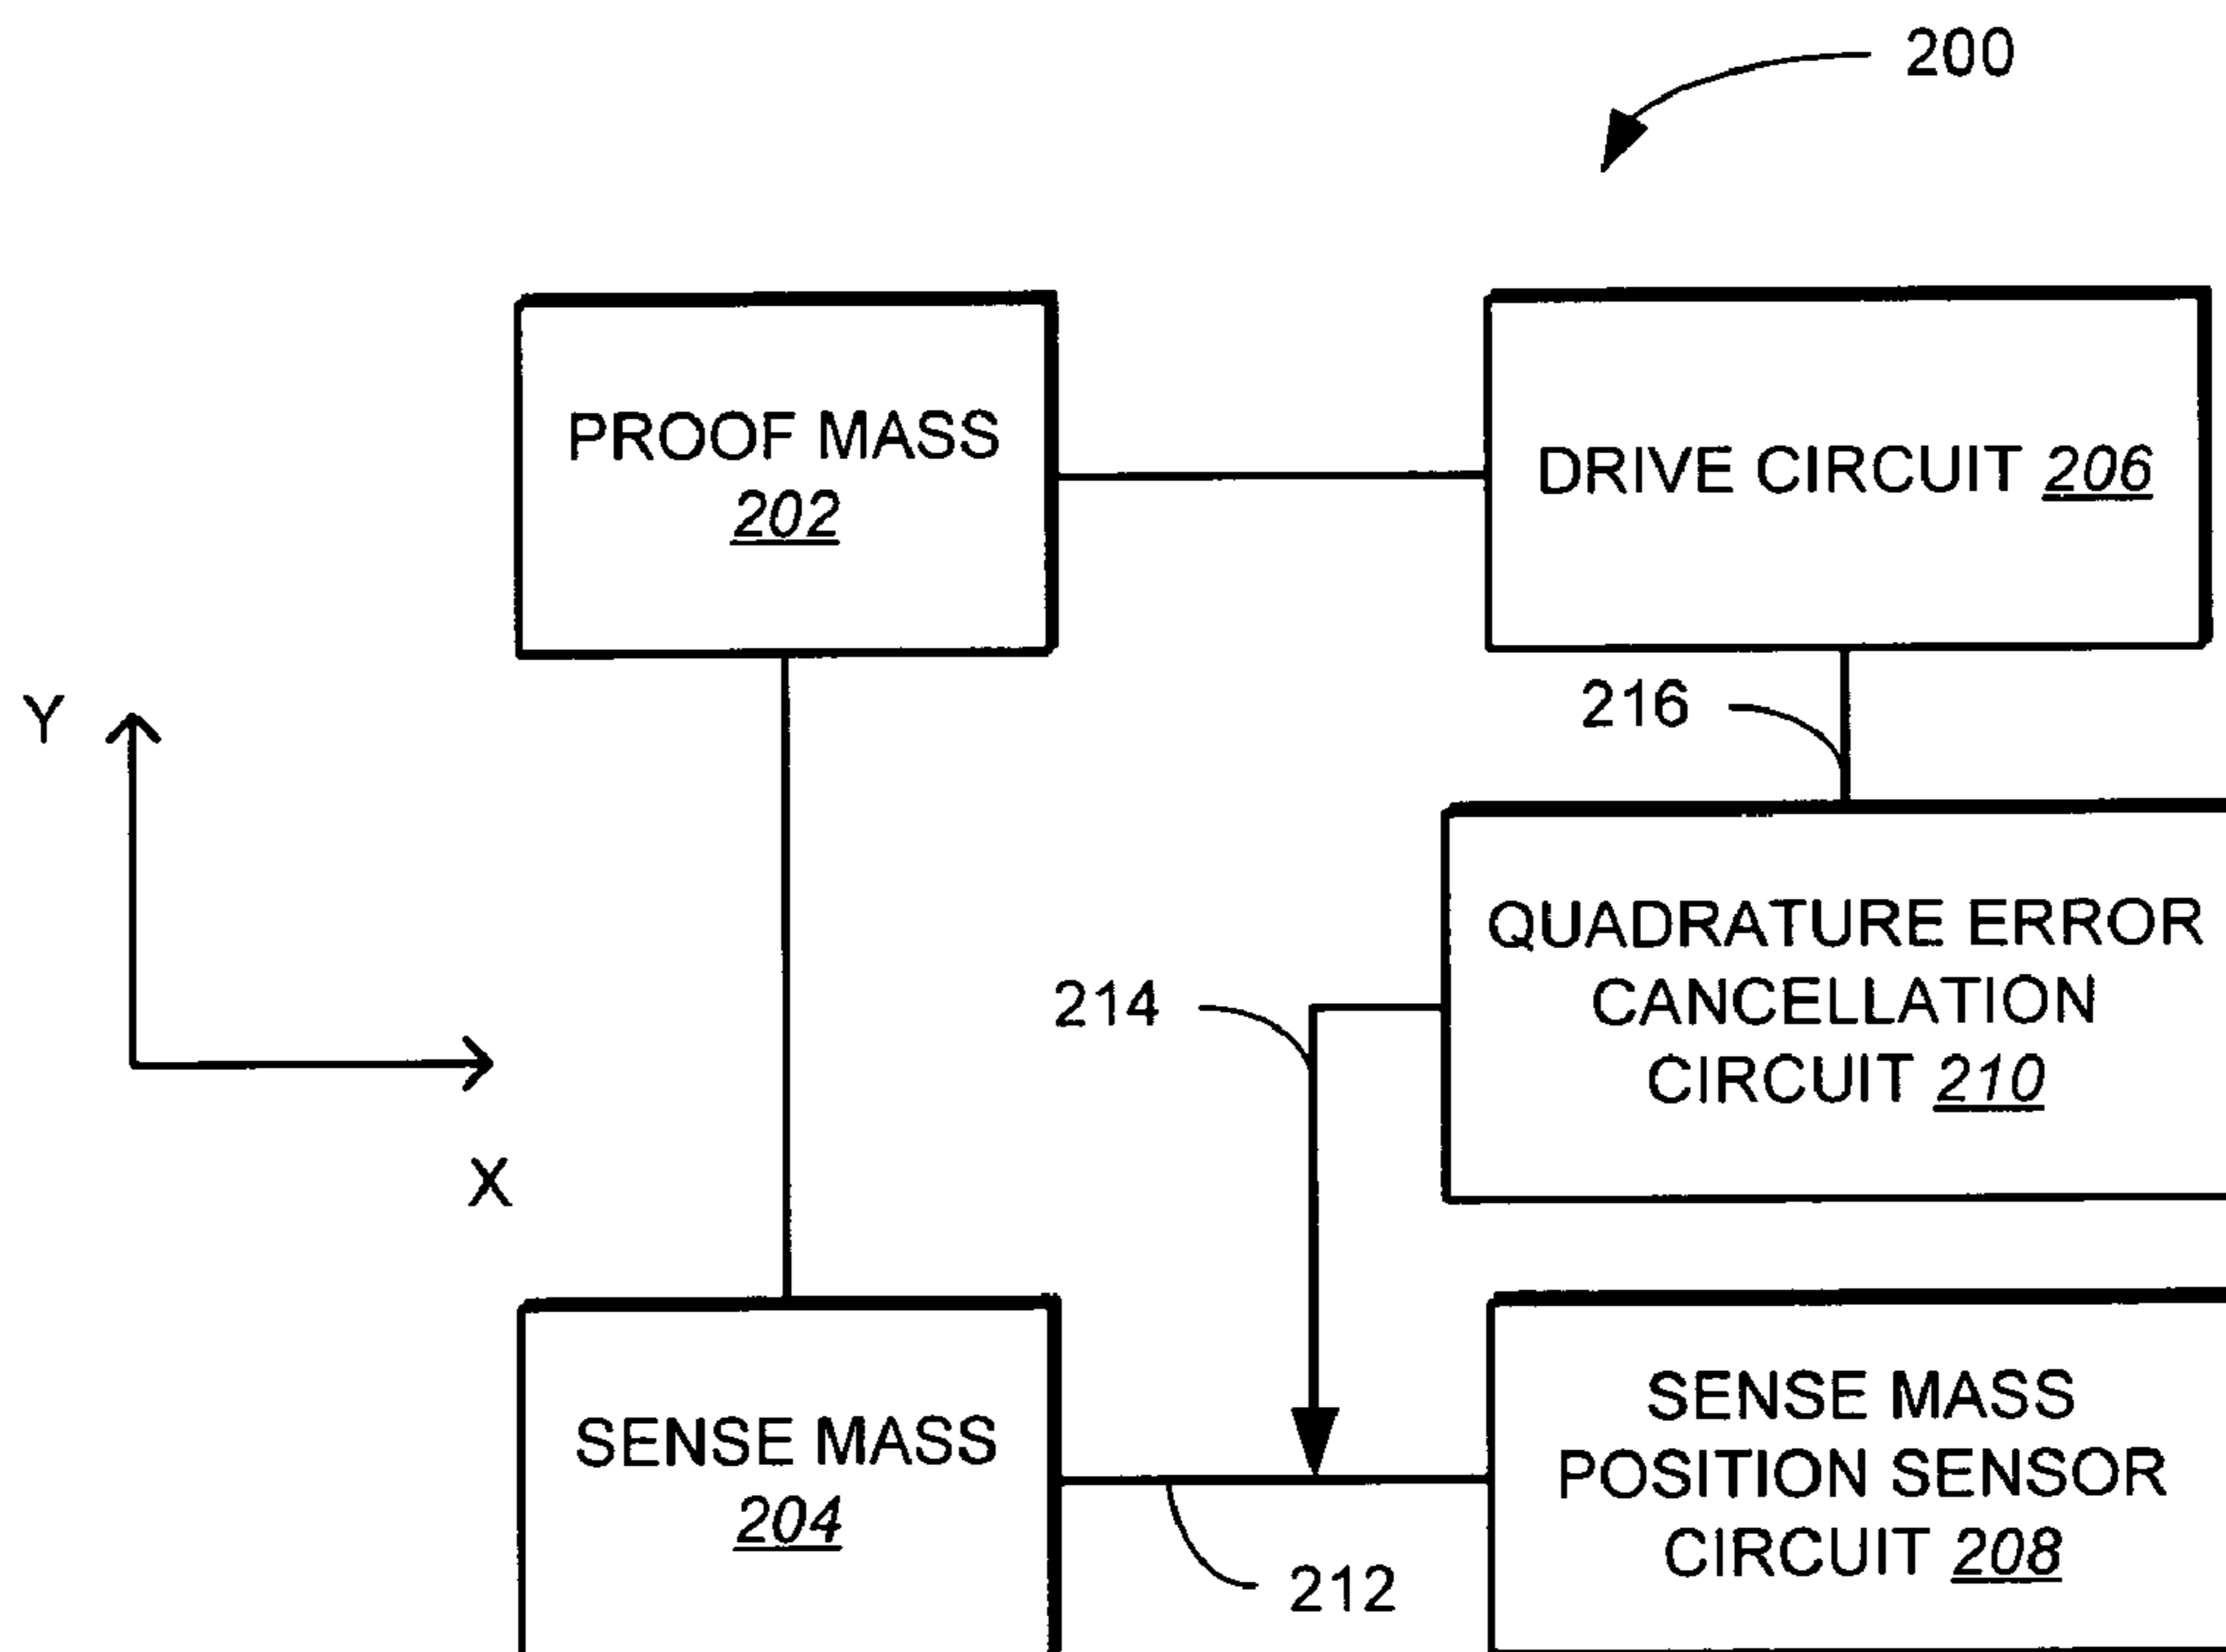 200
PROOF MASS
202
DRIVE CIRCUIT 206
Y
216
QUADRATURE ERROR
CANCELLATION
CIRCUIT 210
214
X
SENSE MASS
204
SENSE MASS
POSITION SENSOR
CIRCUIT 208
212